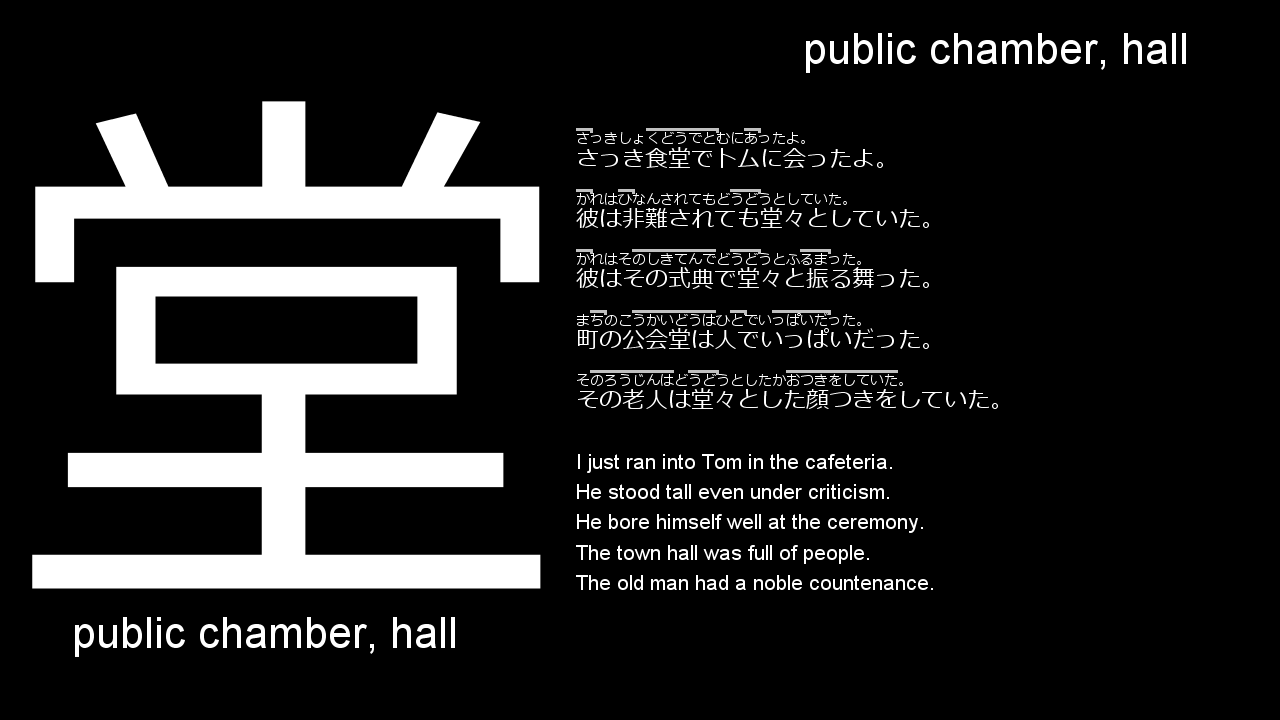 public chamber, hall
堂
public chamber, hall
さっきしょくどうでとむにあったよ。
さっき食堂でトムに会ったよ。
かれはひなんされてもどうどうとしていた。
彼は非難されても堂々としていた。
かれはそのしきてんでどうどうとふるまった。
彼はその式典で堂々と振る舞った。
まちのこうかいどうはひとでいっぱいだった。
町の公会堂は人でいっぱいだった。
そのろうじんはどうどうとしたかおつきをしていた。
その老人は堂々とした顔つきをしていた。
I just ran into Tom in the cafeteria.
He stood tall even under criticism.
He bore himself well at the ceremony.
The town hall was full of people.
The old man had a noble countenance.